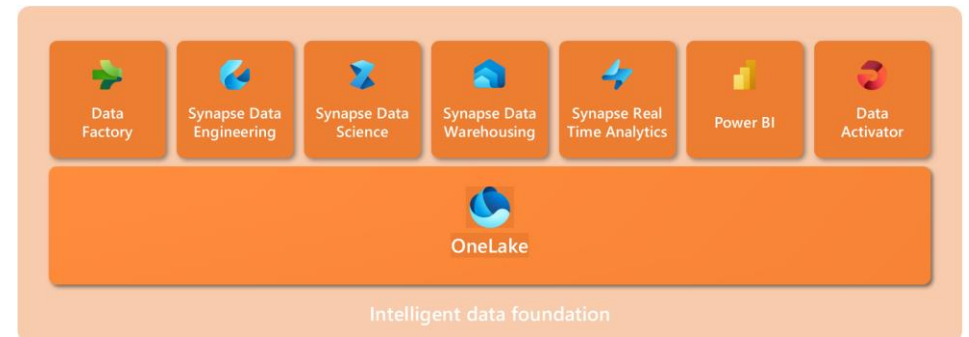 Data
Factory
Synapse Data
Engineering
Synapse Data
Science
Synapse Data
Warehousing
Synapse Real
Time Analytics
Power BI
Data
Activator
OneLake
Intelligent data foundation